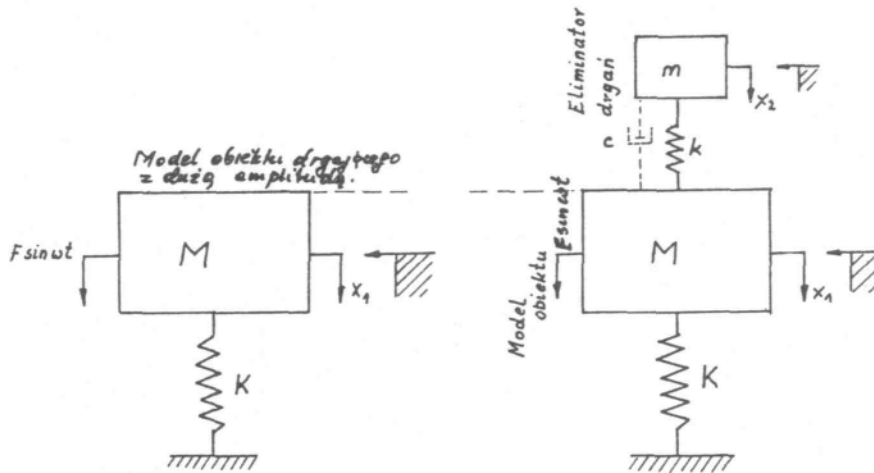 Model obiektu drgającego
z dużą amplitudą.
F sinωt
M
x₁
K
Eliminator
drgań
m
x₂
c
k
F sinωt
M
x₁
Model
obiektu
K